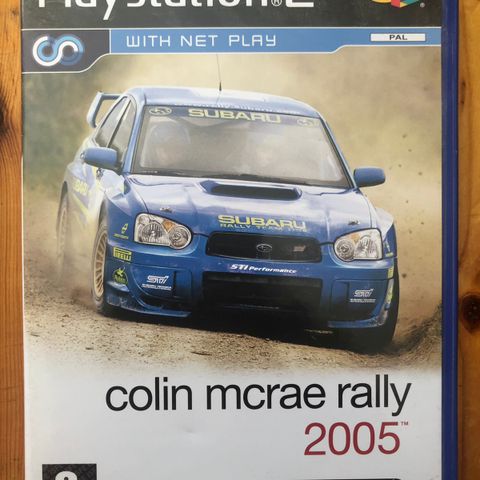 PlayStation®2
WITH NET PLAY
PAL
SUBARU
SUBARU
RALLY TEAM
STi Performance
PIRELLI
STi
STi
colin mcrae rally
2005™